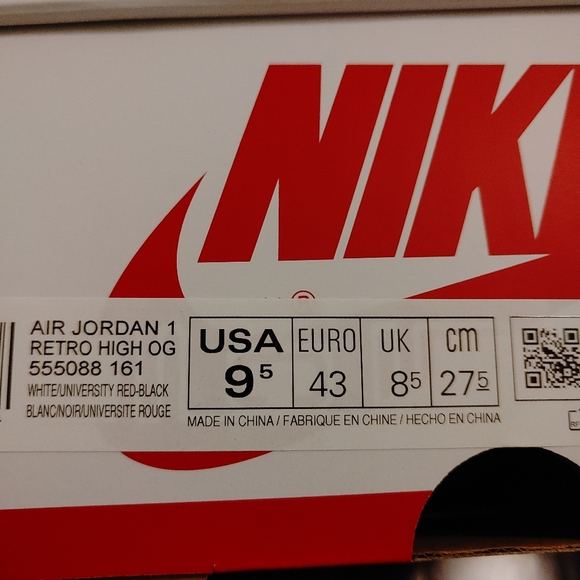 NIKE
®
AIR JORDAN 1
RETRO HIGH OG
555088 161
WHITE/UNIVERSITY RED-BLACK
BLANC/NOIR/UNIVERSITE ROUGE
USA EURO UK cm
9⁵ 43 8⁵ 27⁵
MADE IN CHINA / FABRIQUE EN CHINE / HECHO EN CHINA